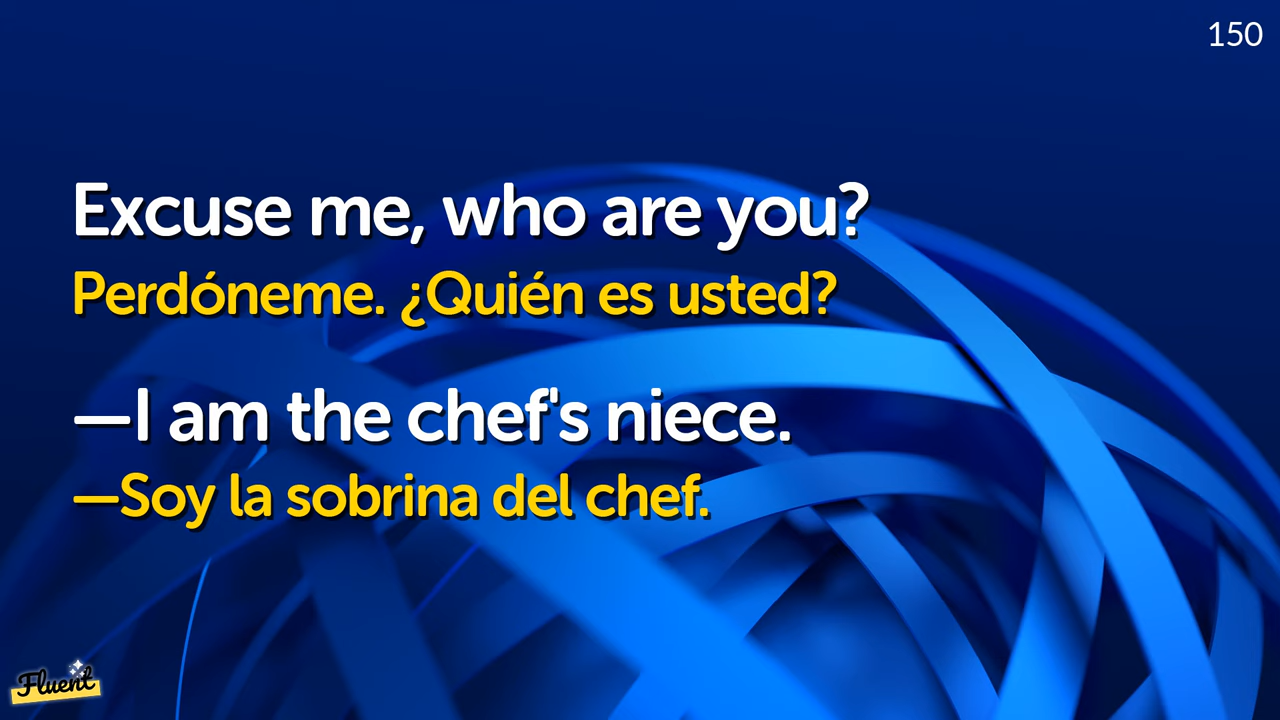 150
Excuse me, who are you?
Perdóneme. ¿Quién es usted?
—I am the chef's niece.
—Soy la sobrina del chef.
Fluent